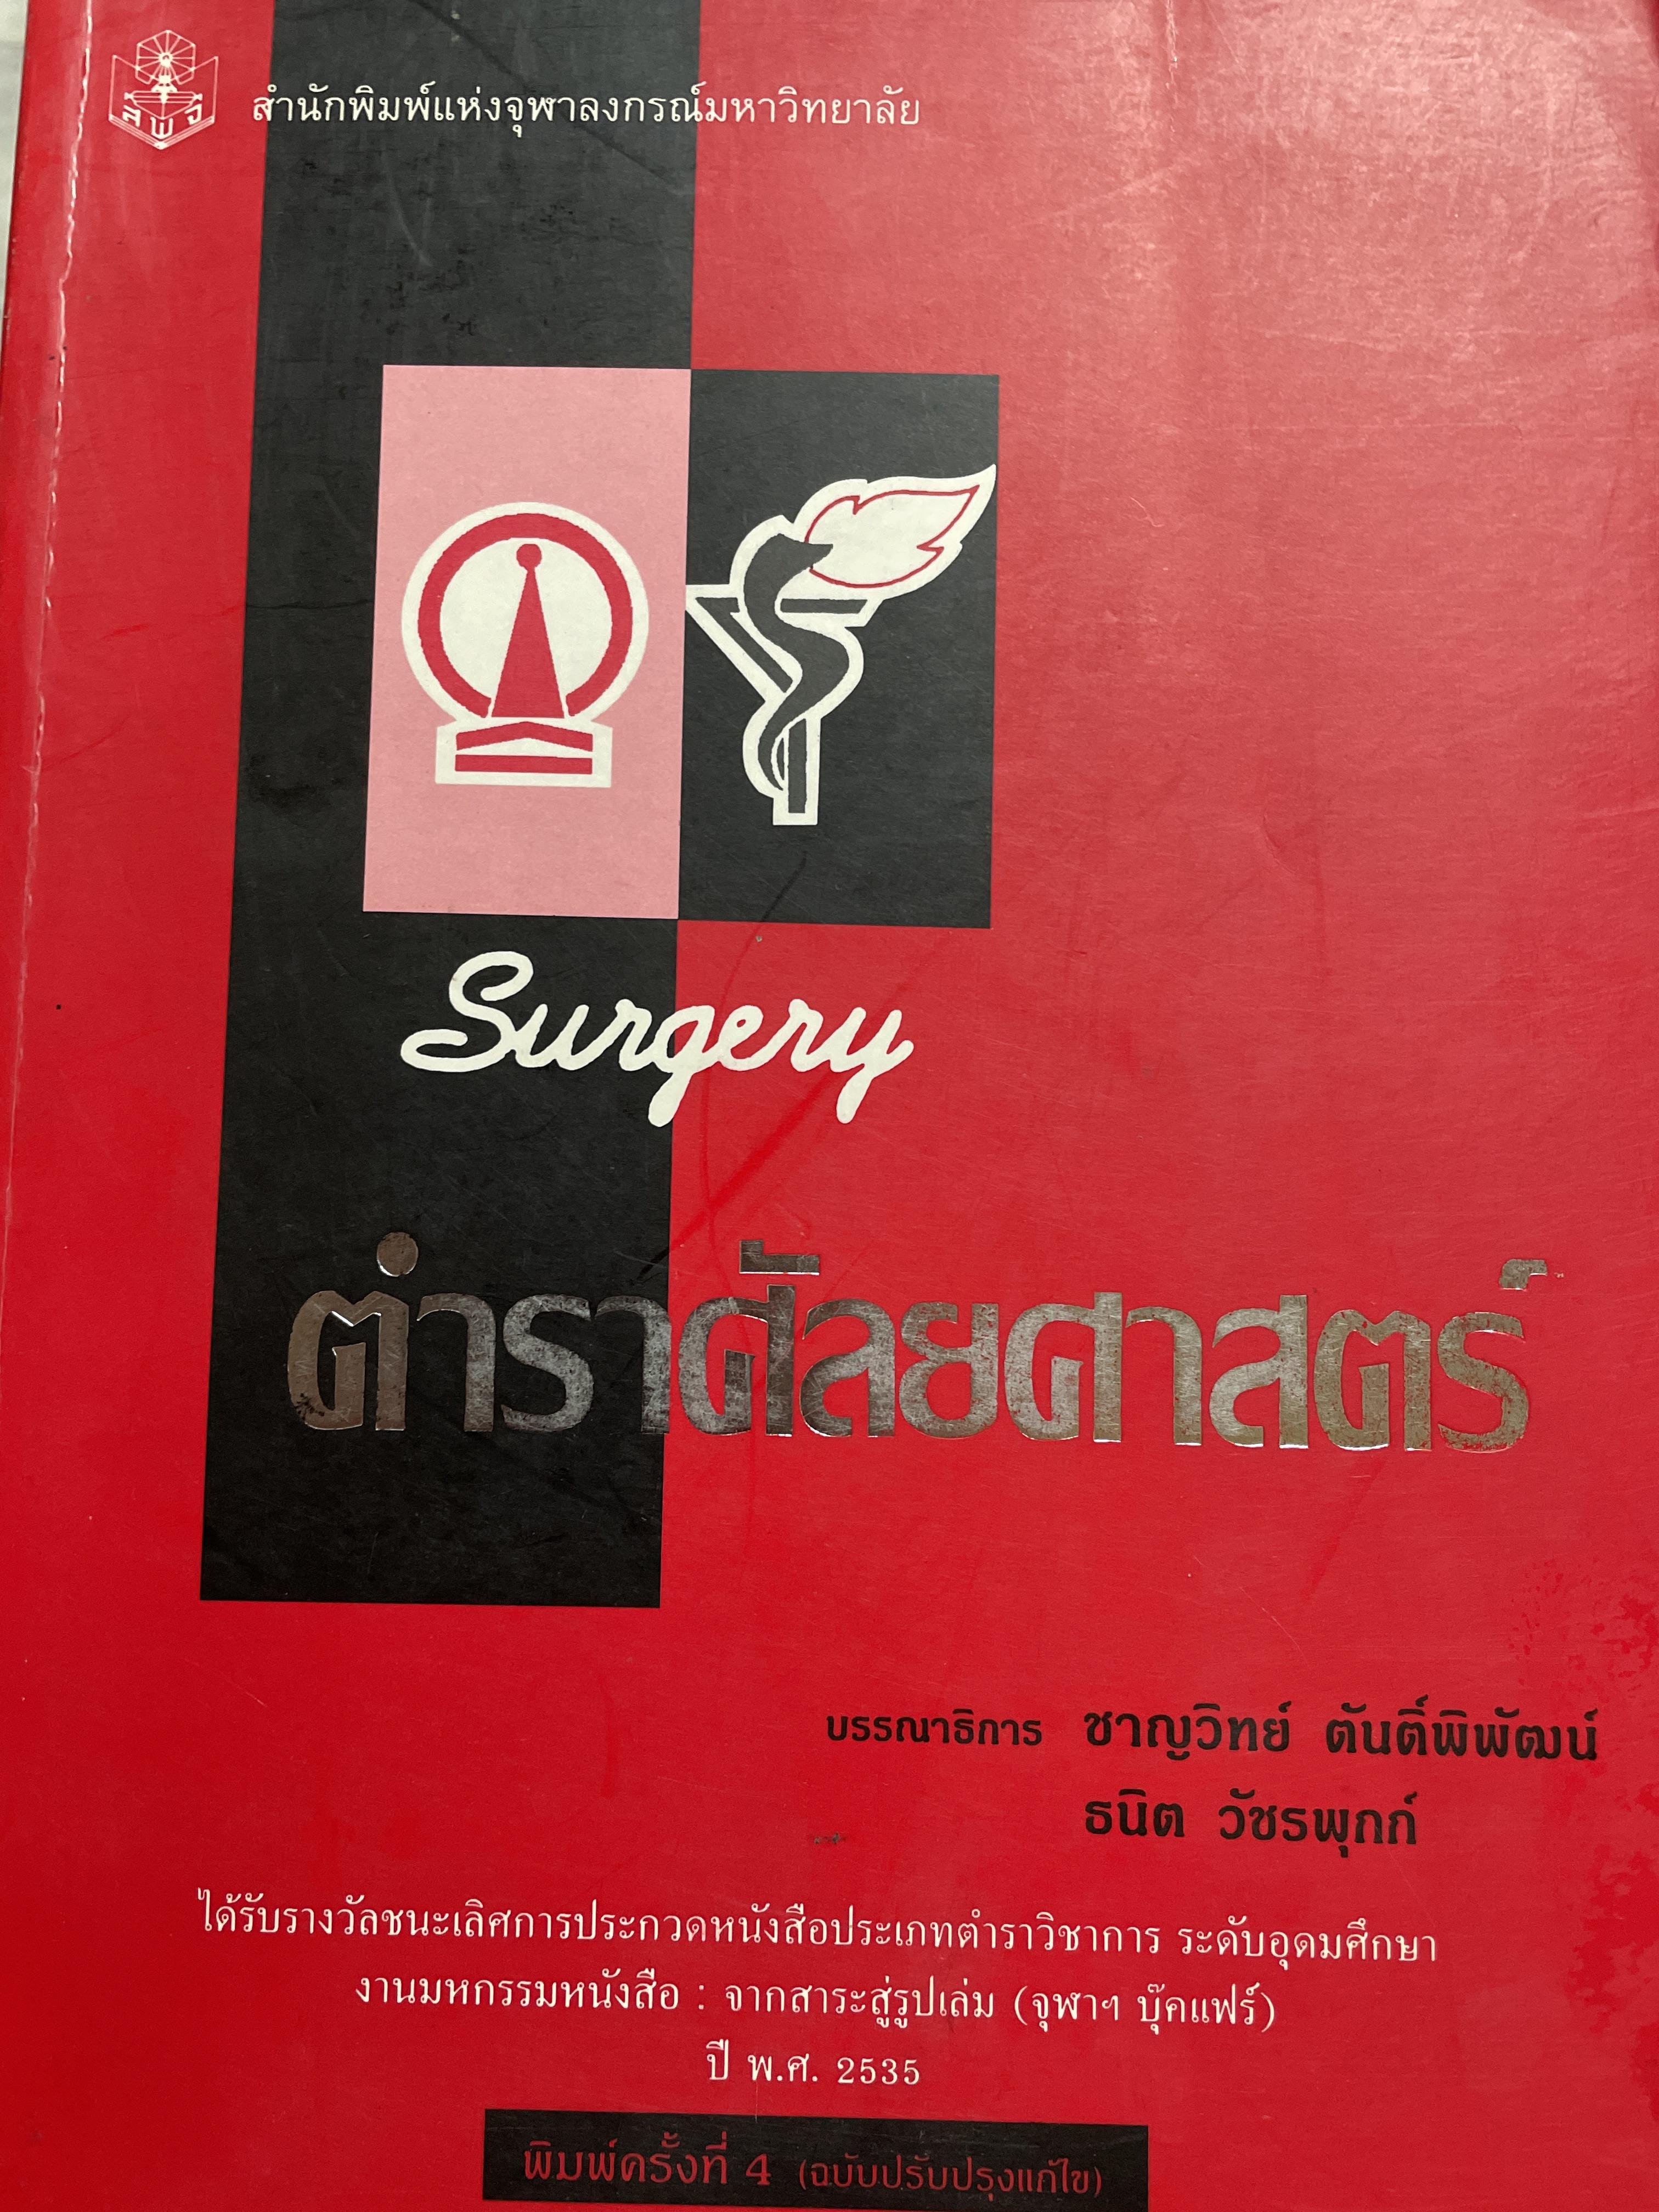 สพจ
สำนักพิมพ์แห่งจุฬาลงกรณ์มหาวิทยาลัย
Surgery
ตำราศัลยศาสตร์
บรรณาธิการ ชาญวิทย์ ตันติ์พิพัฒน์
ธนิต วัชรพุกก์
ได้รับรางวัลชนะเลิศการประกวดหนังสือประเภทตำราวิชาการ ระดับอุดมศึกษา
งานมหกรรมหนังสือ : จากสาระสู่รูปเล่ม (จุฬาฯ บุ๊คแฟร์)
ปี พ.ศ. 2535
พิมพ์ครั้งที่ 4 (ฉบับปรับปรุงแก้ไข)